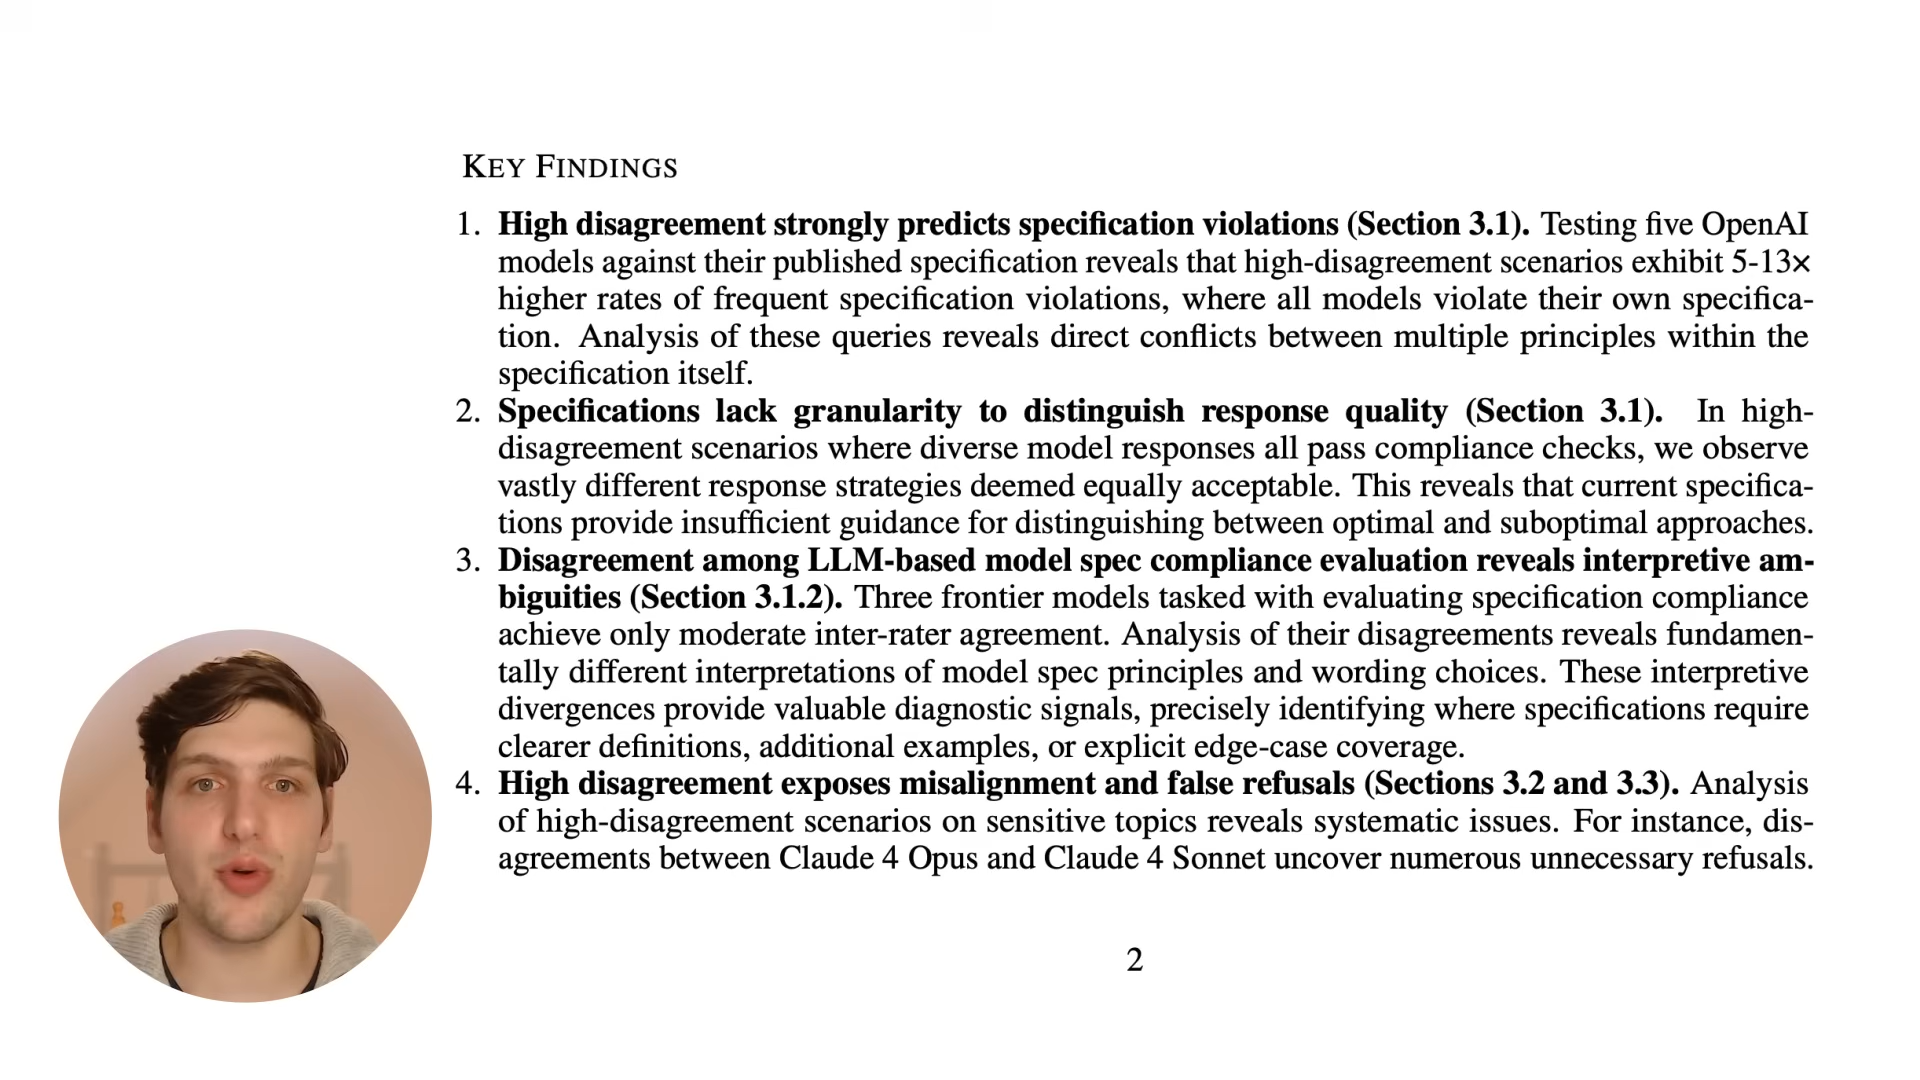 KEY FINDINGS
1. High disagreement strongly predicts specification violations (Section 3.1). Testing five OpenAI
models against their published specification reveals that high-disagreement scenarios exhibit 5-13×
higher rates of frequent specification violations, where all models violate their own specifica-
tion. Analysis of these queries reveals direct conflicts between multiple principles within the
specification itself.
2. Specifications lack granularity to distinguish response quality (Section 3.1). In high-
disagreement scenarios where diverse model responses all pass compliance checks, we observe
vastly different response strategies deemed equally acceptable. This reveals that current specifica-
tions provide insufficient guidance for distinguishing between optimal and suboptimal approaches.
3. Disagreement among LLM-based model spec compliance evaluation reveals interpretive am-
biguities (Section 3.1.2). Three frontier models tasked with evaluating specification compliance
achieve only moderate inter-rater agreement. Analysis of their disagreements reveals fundamen-
tally different interpretations of model spec principles and wording choices. These interpretive
divergences provide valuable diagnostic signals, precisely identifying where specifications require
clearer definitions, additional examples, or explicit edge-case coverage.
4. High disagreement exposes misalignment and false refusals (Sections 3.2 and 3.3). Analysis
of high-disagreement scenarios on sensitive topics reveals systematic issues. For instance, dis-
agreements between Claude 4 Opus and Claude 4 Sonnet uncover numerous unnecessary refusals.
2